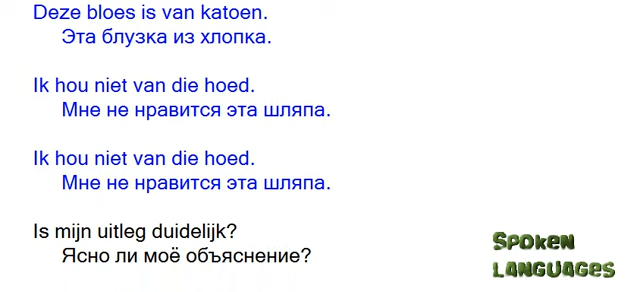 Deze bloes is van katoen.
Эта блузка из хлопка.
Ik hou niet van die hoed.
Мне не нравится эта шляпа.
Ik hou niet van die hoed.
Мне не нравится эта шляпа.
Is mijn uitleg duidelijk?
Ясно ли моё объяснение?
Spoken
Languages